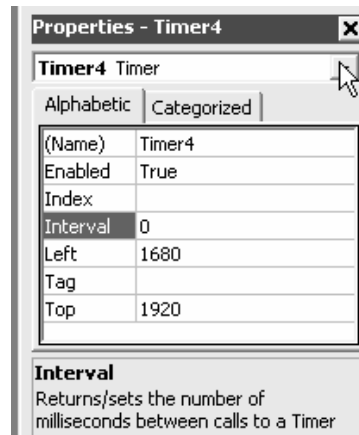 Properties - Timer4
Timer4 Timer
Alphabetic Categorized
(Name) Timer4
Enabled True
Index
Interval 0
Left 1680
Tag
Top 1920
Interval
Returns/sets the number of
milliseconds between calls to a Timer